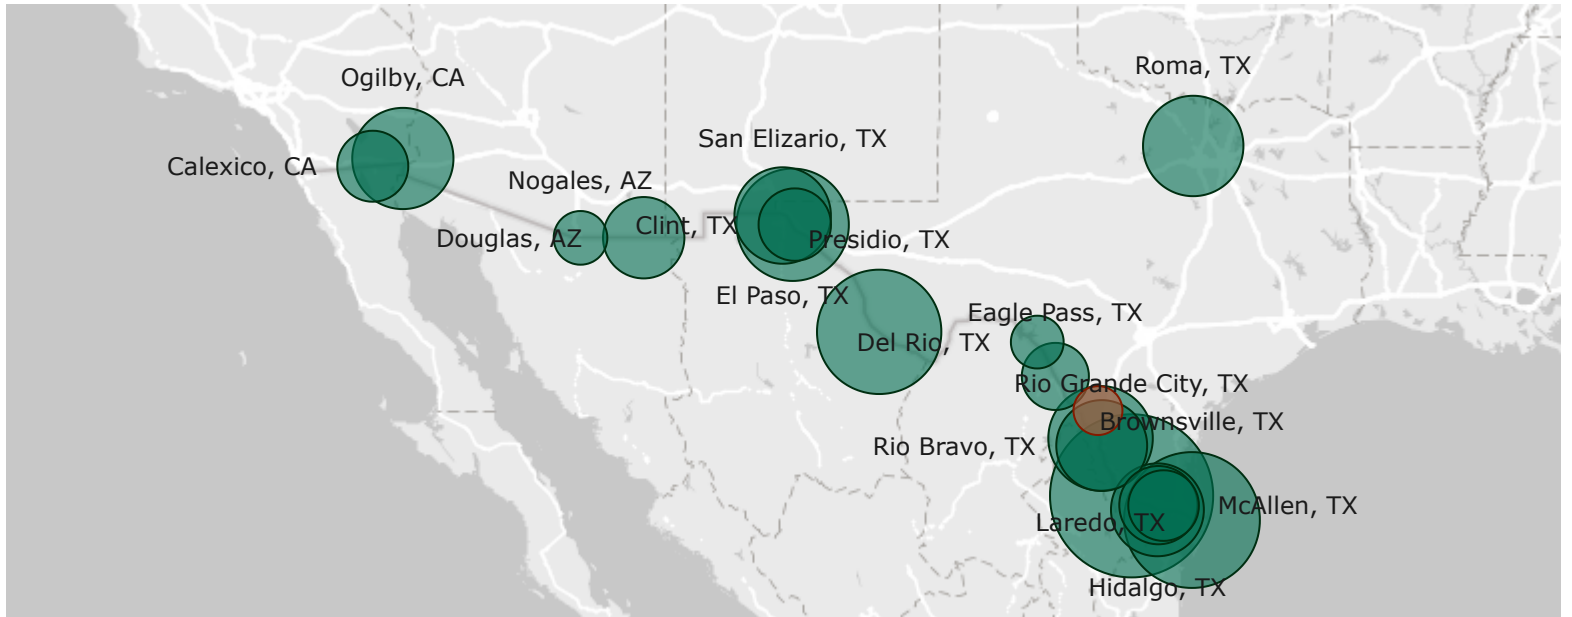 Roma, TX
Ogilby, CA
San Elizario, TX
Calexico, CA
Nogales, AZ
Clint, TX
Douglas, AZ
Presidio, TX
El Paso, TX
Eagle Pass, TX
Del Rio, TX
Rio Grande City, TX
Brownsville, TX
Rio Bravo, TX
McAllen, TX
Laredo, TX
Hidalgo, TX